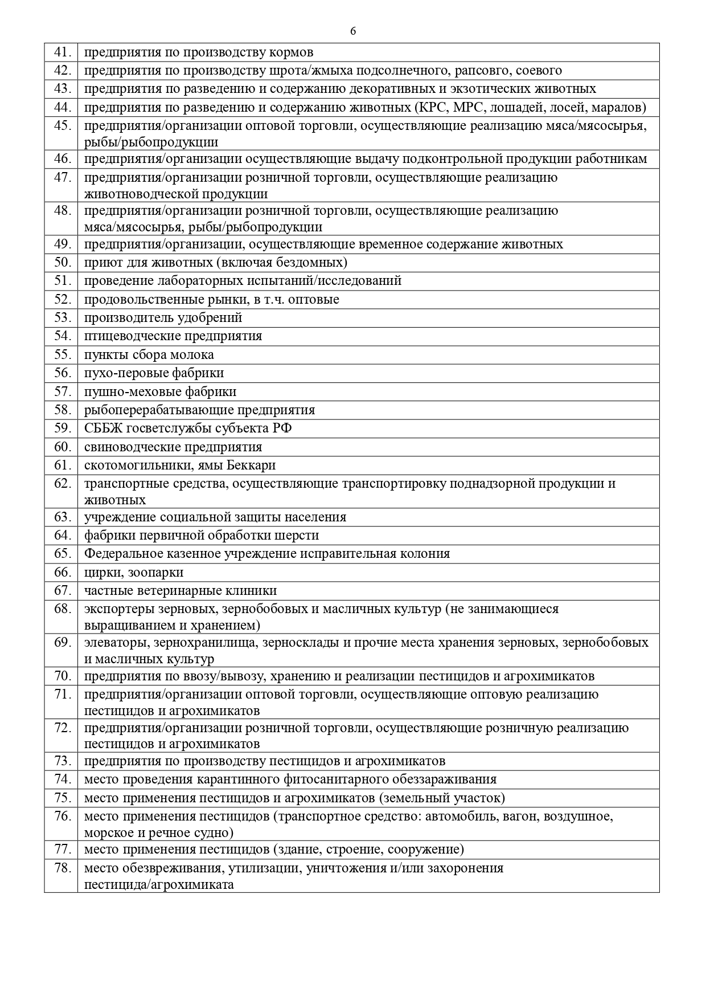 6
41. предприятия по производству кормов
42. предприятия по производству шрота/жмыха подсолнечного, рапсовго, соевого
43. предприятия по разведению и содержанию декоративных и экзотических животных
44. предприятия по разведению и содержанию животных (КРС, МРС, лошадей, лосей, маралов)
45. предприятия/организации оптовой торговли, осуществляющие реализацию мяса/мясосырья,
рыбы/рыбопродукции
46. предприятия/организации осуществляющие выдачу подконтрольной продукции работникам
47. предприятия/организации розничной торговли, осуществляющие реализацию
животноводческой продукции
48. предприятия/организации розничной торговли, осуществляющие реализацию
мяса/мясосырья, рыбы/рыбопродукции
49. предприятия/организации, осуществляющие временное содержание животных
50. приют для животных (включая бездомных)
51. проведение лабораторных испытаний/исследований
52. продовольственные рынки, в т.ч. оптовые
53. производитель удобрений
54. птицеводческие предприятия
55. пункты сбора молока
56. пухо-перовые фабрики
57. пушно-меховые фабрики
58. рыбоперерабатывающие предприятия
59. СББЖ госветслужбы субъекта РФ
60. свиноводческие предприятия
61. скотомогильники, ямы Беккари
62. транспортные средства, осуществляющие транспортировку поднадзорной продукции и
животных
63. учреждение социальной защиты населения
64. фабрики первичной обработки шерсти
65. Федеральное казенное учреждение исправительная колония
66. цирки, зоопарки
67. частные ветеринарные клиники
68. экспортеры зерновых, зернобобовых и масличных культур (не занимающиеся
выращиванием и хранением)
69. элеваторы, зернохранилища, зерносклады и прочие места хранения зерновых, зернобобовых
и масличных культур
70. предприятия по ввозу/вывозу, хранению и реализации пестицидов и агрохимикатов
71. предприятия/организации оптовой торговли, осуществляющие оптовую реализацию
пестицидов и агрохимикатов
72. предприятия/организации розничной торговли, осуществляющие розничную реализацию
пестицидов и агрохимикатов
73. предприятия по производству пестицидов и агрохимикатов
74. место проведения карантинного фитосанитарного обеззараживания
75. место применения пестицидов и агрохимикатов (земельный участок)
76. место применения пестицидов (транспортное средство: автомобиль, вагон, воздушное,
морское и речное судно)
77. место применения пестицидов (здание, строение, сооружение)
78. место обезвреживания, утилизации, уничтожения и/или захоронения
пестицида/агрохимиката